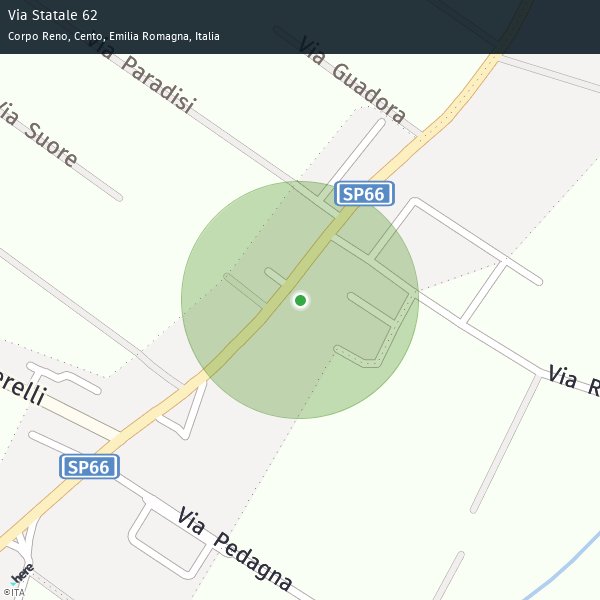 Via Statale 62
Corpo Reno, Cento, Emilia Romagna, Italia
Via Paradisi
Via Guadora
Via Suore
SP66
Via R
erelli
SP66
Via Pedagna
here
©ITA